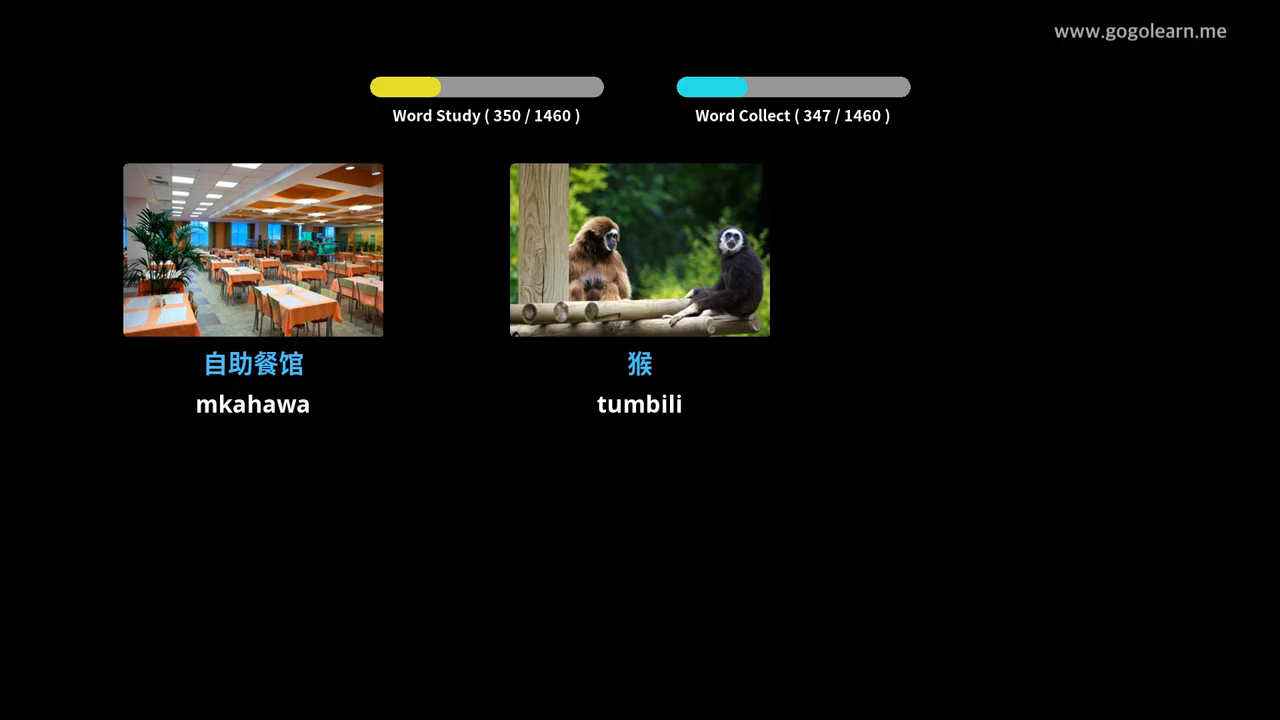 www.gogolearn.me
Word Study ( 350 / 1460 )
Word Collect ( 347 / 1460 )
自助餐馆
猴
mkahawa
tumbili